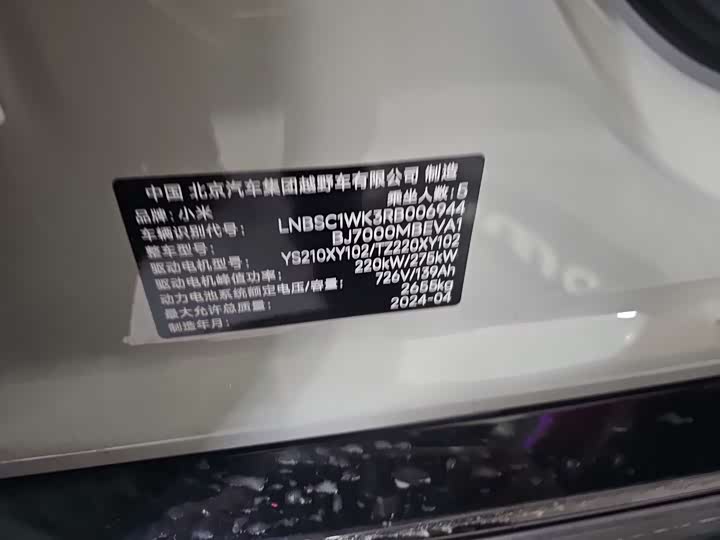 中国 北京汽车集团越野车有限公司 制造
品牌：小米 乘坐人数：5
车辆识别代号： LNBSC1WK3RB006944
整车型号： BJ7000MBEVA1
驱动电机型号： YS210XY102/TZ220XY102
驱动电机峰值功率： 220kW/275kW
动力电池系统额定电压/容量： 726V/139Ah
最大允许总质量： 2655kg
制造年月： 2024-04